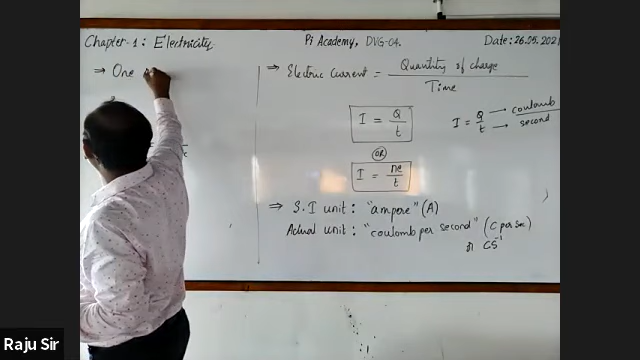 Chapter-1: Electricity.
Pi Academy, DVG-04.
Date: 26.05.2021
⇒ One
⇒ Electric Current = Quantity of charge
Time
I = Q
t
I = Q → coulomb
t → second
OR
I = ne
t
⇒ S.I unit: "ampere" (A)
Actual unit: "coulomb per second" (C per sec)
CS⁻¹
Raju Sir